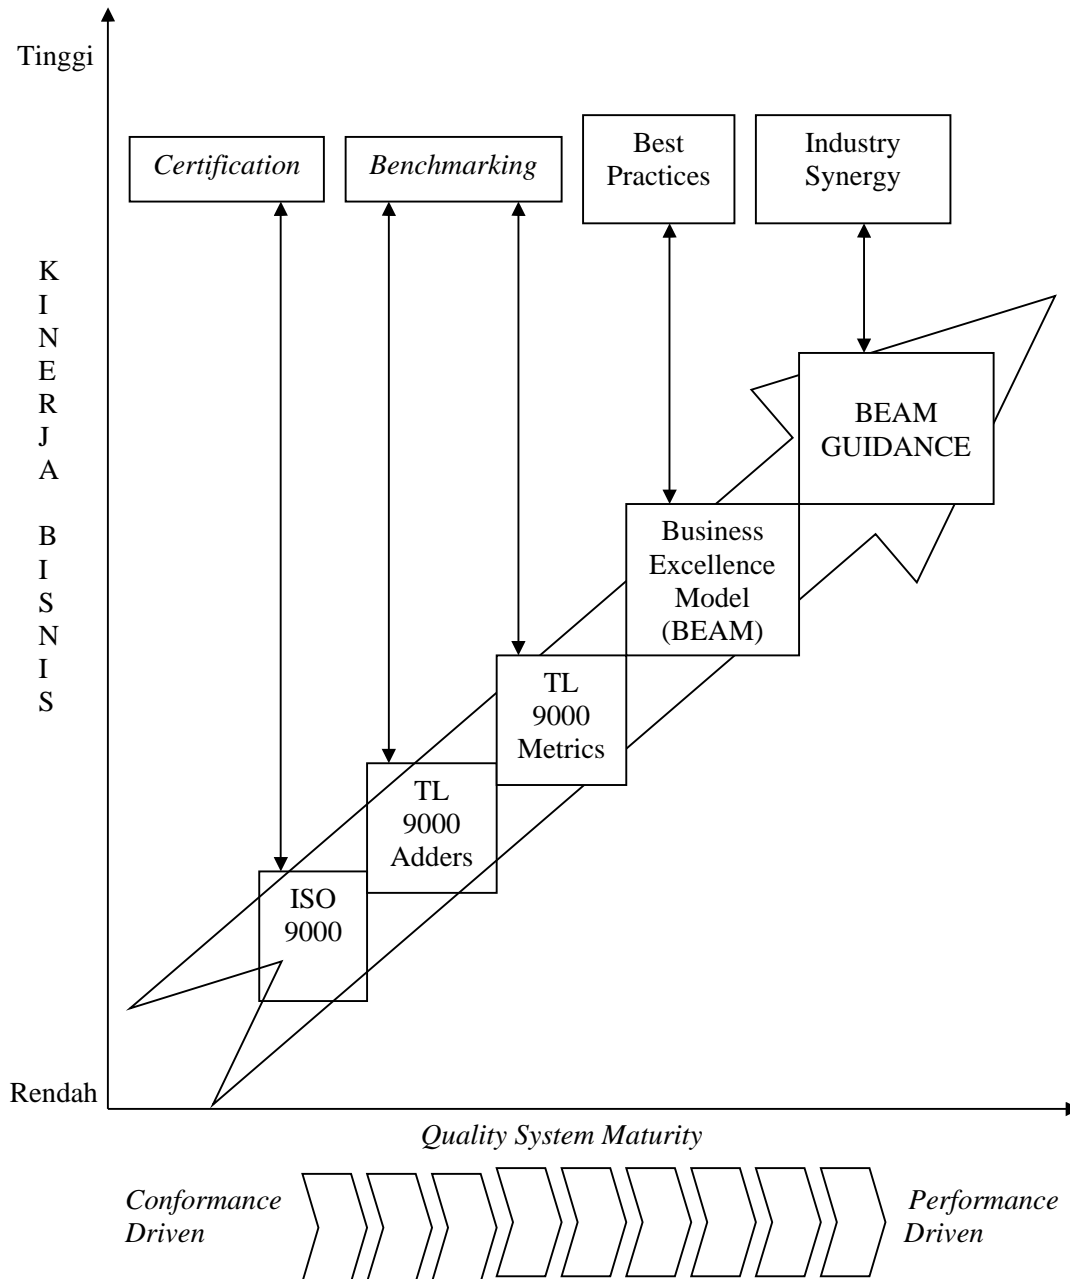 Tinggi
Certification
Benchmarking
Best
Practices
Industry
Synergy
K
I
N
E
R
J
A
B
I
S
N
I
S
BEAM
GUIDANCE
Business
Excellence
Model
(BEAM)
TL
9000
Metrics
TL
9000
Adders
ISO
9000
Rendah
Quality System Maturity
Conformance
Driven
Performance
Driven